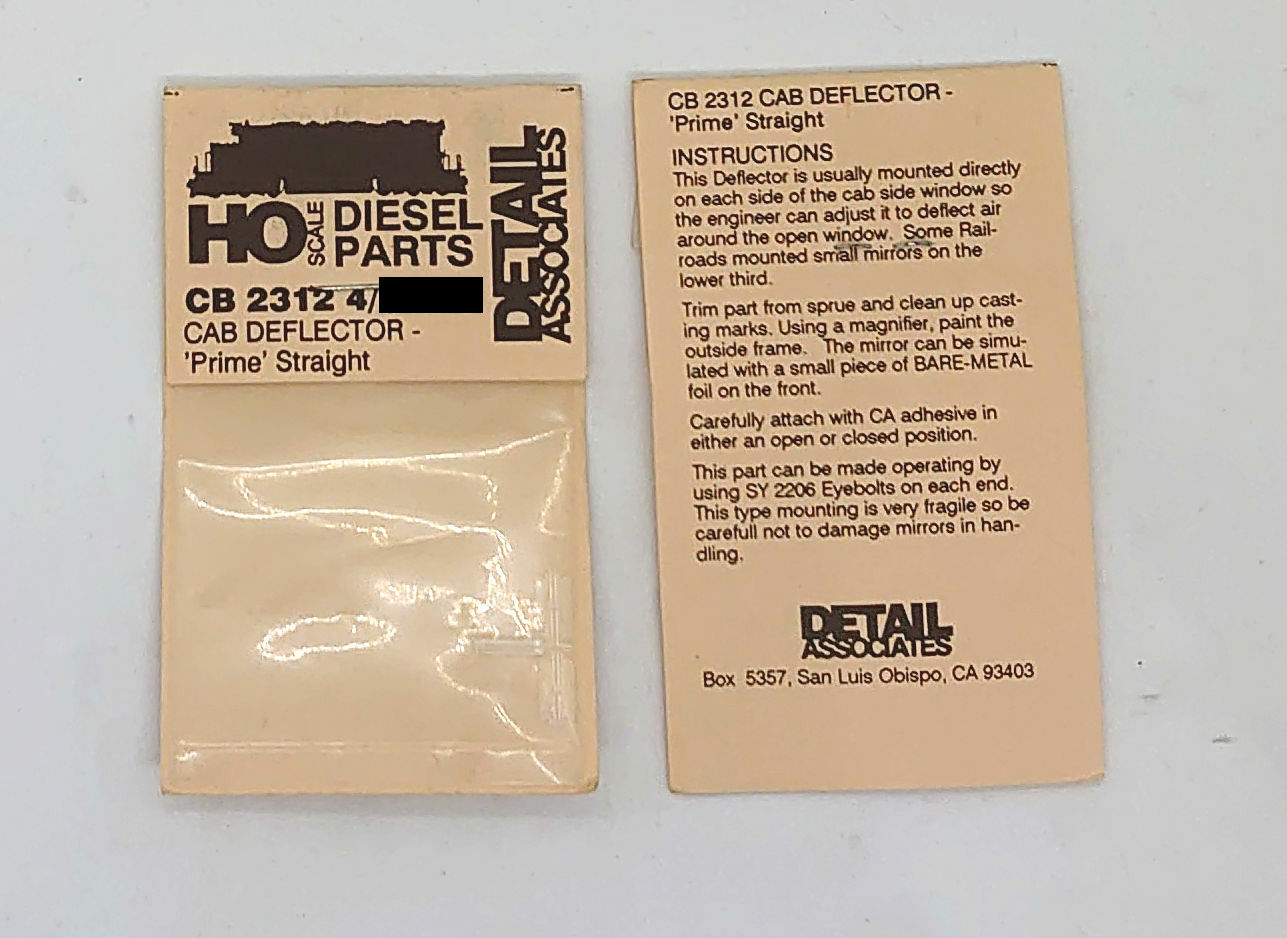 HO SCALE DIESEL
PARTS
DETAIL
ASSOCIATES
CB 2312 4/
CAB DEFLECTOR -
'Prime' Straight
CB 2312 CAB DEFLECTOR -
'Prime' Straight
INSTRUCTIONS
This Deflector is usually mounted directly
on each side of the cab side window so
the engineer can adjust it to deflect air
around the open window. Some Rail-
roads mounted small mirrors on the
lower third.
Trim part from sprue and clean up cast-
ing marks. Using a magnifier, paint the
outside frame. The mirror can be simu-
lated with a small piece of BARE-METAL
foil on the front.
Carefully attach with CA adhesive in
either an open or closed position.
This part can be made operating by
using SY 2206 Eyebolts on each end.
This type mounting is very fragile so be
carefull not to damage mirrors in han-
dling.
DETAIL
ASSOCIATES
Box 5357, San Luis Obispo, CA 93403